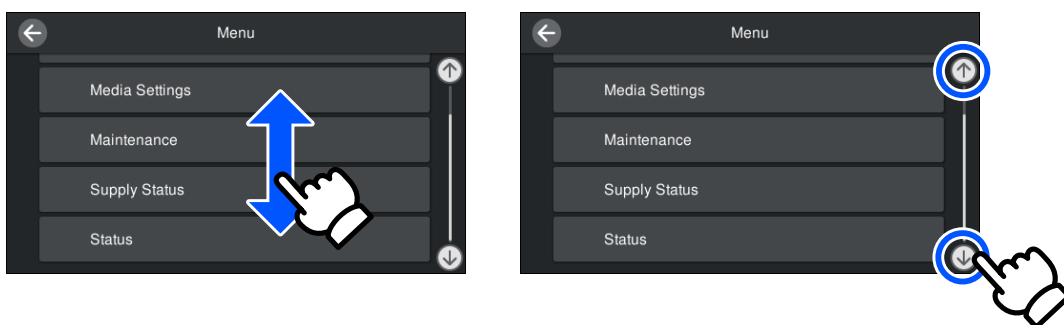 Menu
Media Settings
Maintenance
Supply Status
Status
Menu
Media Settings
Maintenance
Supply Status
Status